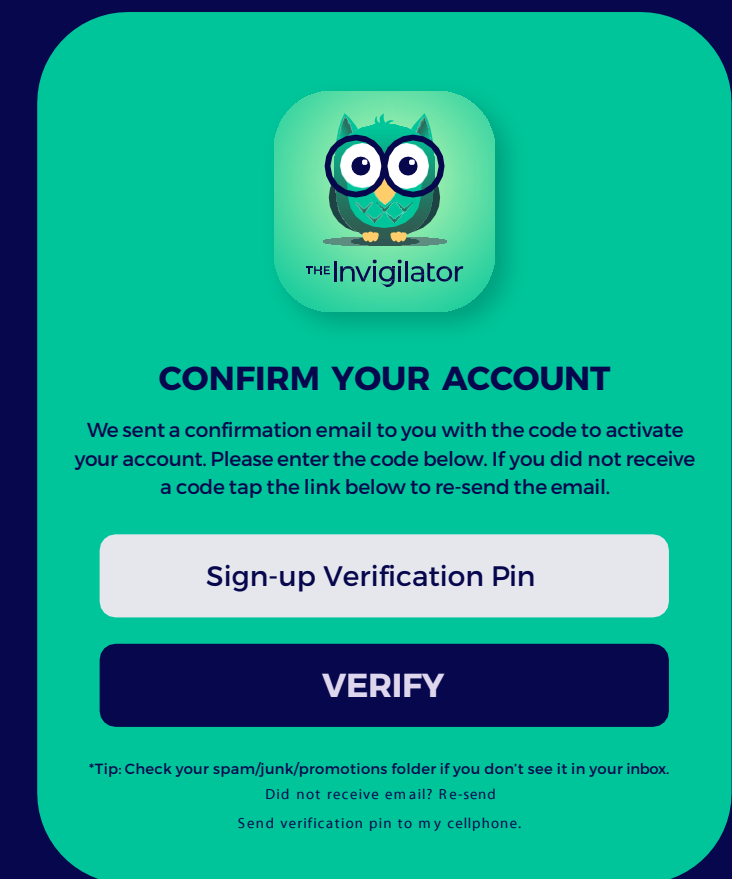 THE Invigilator
CONFIRM YOUR ACCOUNT
We sent a confirmation email to you with the code to activate
your account. Please enter the code below. If you did not receive
a code tap the link below to re-send the email.
Sign-up Verification Pin
VERIFY
*Tip: Check your spam/junk/promotions folder if you don't see it in your inbox.
Did not receive email? Re-send
Send verification pin to my cellphone.